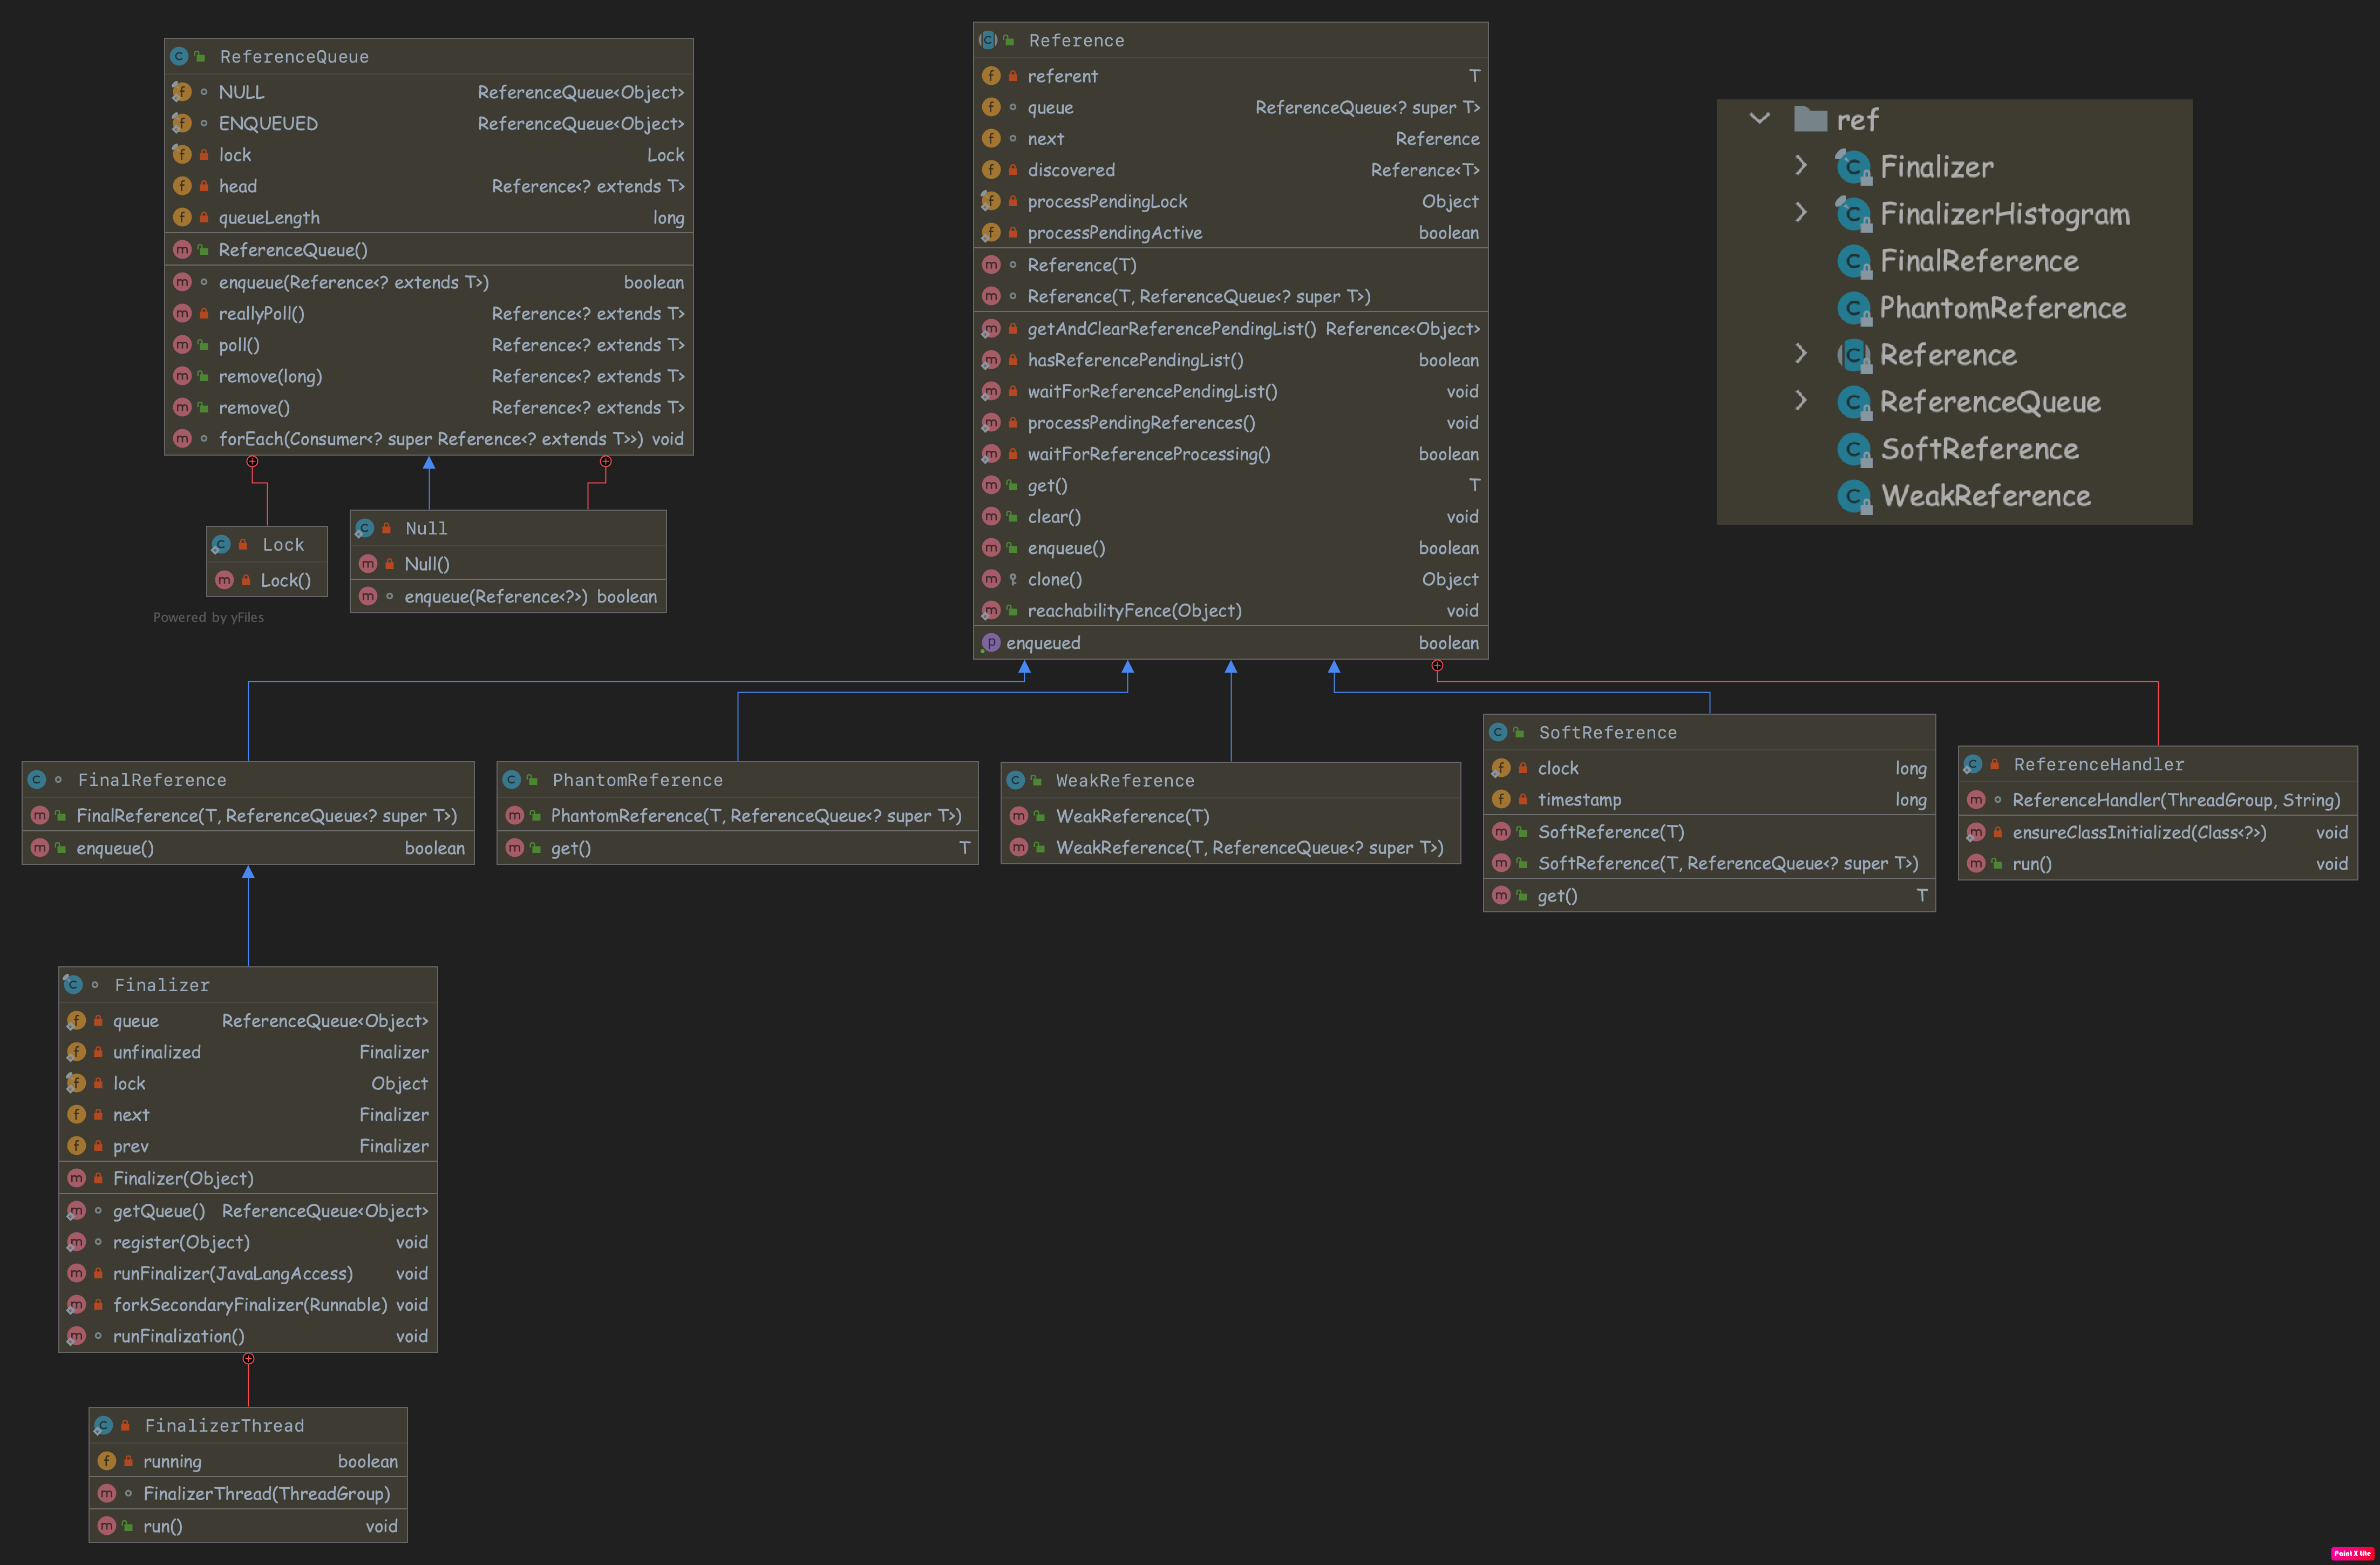 ReferenceQueue
NULL ReferenceQueue<Object>
ENQUEUED ReferenceQueue<Object>
lock Lock
head Reference<? extends T>
queueLength long
ReferenceQueue()
enqueue(Reference<? extends T>) boolean
reallyPoll() Reference<? extends T>
poll() Reference<? extends T>
remove(long) Reference<? extends T>
remove() Reference<? extends T>
forEach(Consumer<? super Reference<? extends T>>) void
Lock
Lock()
Null
Null()
enqueue(Reference<?>) boolean
Powered by yFiles
Reference
referent T
queue ReferenceQueue<? super T>
next Reference
discovered Reference<T>
processPendingLock Object
processPendingActive boolean
Reference(T)
Reference(T, ReferenceQueue<? super T>)
getAndClearReferencePendingList() Reference<Object>
hasReferencePendingList() boolean
waitForReferencePendingList() void
processPendingReferences() void
waitForReferenceProcessing() boolean
get() T
clear() void
enqueue() boolean
clone() Object
reachabilityFence(Object) void
enqueued boolean
ref
Finalizer
FinalizerHistogram
FinalReference
PhantomReference
Reference
ReferenceQueue
SoftReference
WeakReference
FinalReference
FinalReference(T, ReferenceQueue<? super T>)
enqueue() boolean
PhantomReference
PhantomReference(T, ReferenceQueue<? super T>)
get() T
WeakReference
WeakReference(T)
WeakReference(T, ReferenceQueue<? super T>)
SoftReference
clock long
timestamp long
SoftReference(T)
SoftReference(T, ReferenceQueue<? super T>)
get() T
ReferenceHandler
ReferenceHandler(ThreadGroup, String)
ensureClassInitialized(Class<?>) void
run() void
Finalizer
queue ReferenceQueue<Object>
unfinalized Finalizer
lock Object
next Finalizer
prev Finalizer
Finalizer(Object)
getQueue() ReferenceQueue<Object>
register(Object) void
runFinalizer(JavaLangAccess) void
forkSecondaryFinalizer(Runnable) void
runFinalization() void
FinalizerThread
running boolean
FinalizerThread(ThreadGroup)
run() void
Paint X Lite